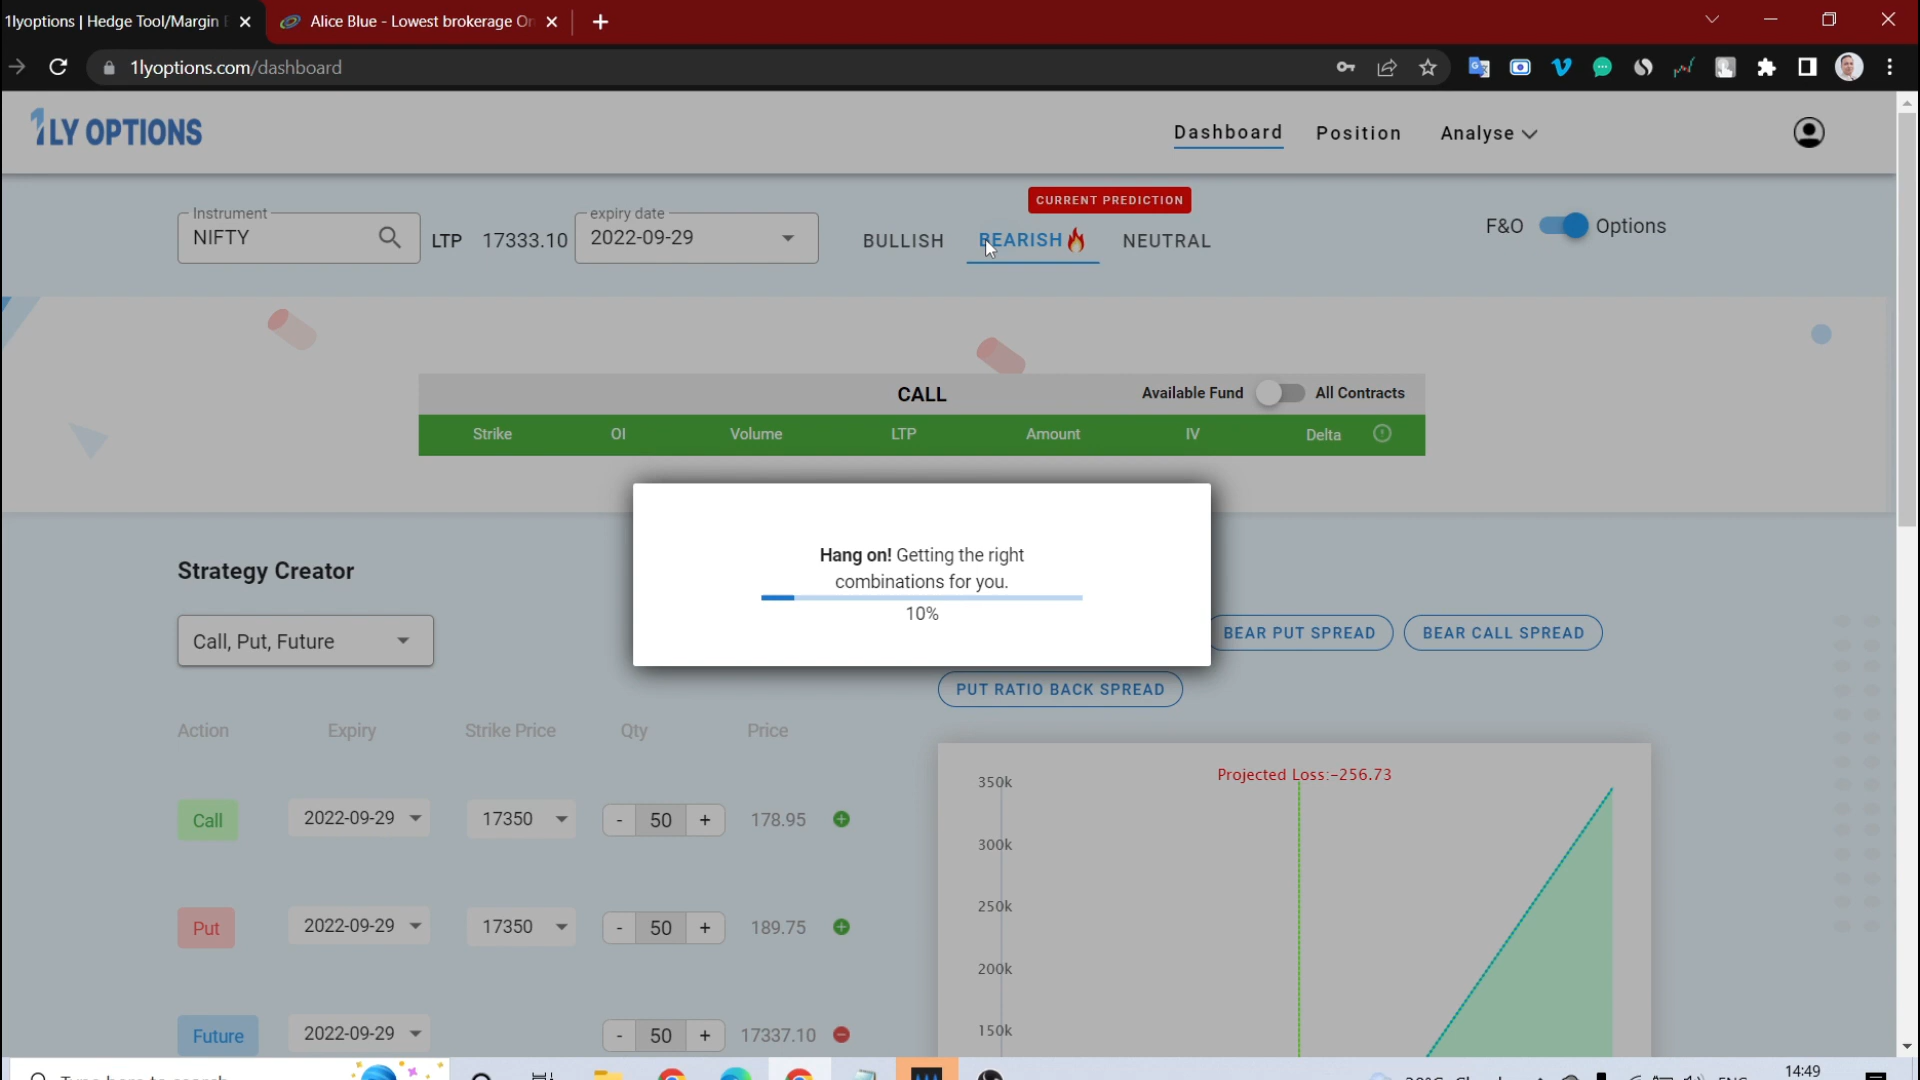 1lyoptions | Hedge Tool/Margin
Alice Blue - Lowest brokerage On
1lyoptions.com/dashboard
1LY OPTIONS
Dashboard
Position
Analyse
CURRENT PREDICTION
Instrument
NIFTY
LTP 17333.10
expiry date
2022-09-29
BULLISH
BEARISH
NEUTRAL
F&O
Options
CALL
Available Fund
All Contracts
Strike OI Volume LTP Amount IV Delta
Hang on! Getting the right
combinations for you.
10%
Strategy Creator
Call, Put, Future
BEAR PUT SPREAD
BEAR CALL SPREAD
PUT RATIO BACK SPREAD
Action Expiry Strike Price Qty Price
Call 2022-09-29 17350 - 50 + 178.95
Put 2022-09-29 17350 - 50 + 189.75
Future 2022-09-29 - 50 + 17337.10
Projected Loss:-256.73
350k
300k
250k
200k
150k
14:49